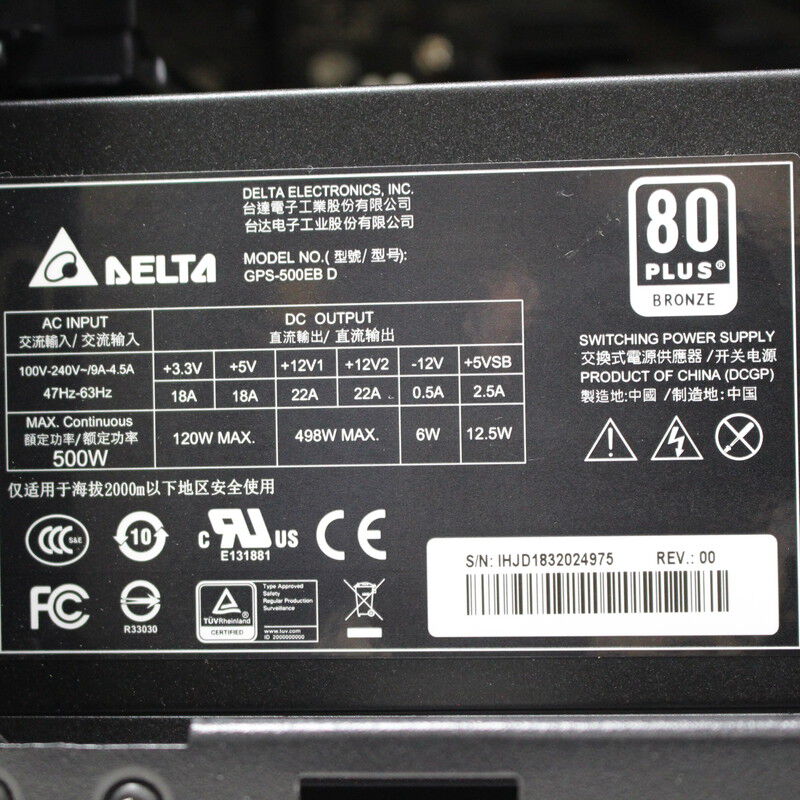 DELTA ELECTRONICS, INC.
台達電子工業股份有限公司
台达电子工业股份有限公司
DELTA
MODEL NO.( 型號/ 型号):
GPS-500EB D
80
PLUS®
BRONZE
AC INPUT
交流輸入/ 交流输入
DC OUTPUT
直流輸出/ 直流输出
100V-240V~/9A-4.5A
47Hz-63Hz
+3.3V +5V +12V1 +12V2 -12V +5VSB
18A 18A 22A 22A 0.5A 2.5A
MAX. Continuous
額定功率/额定功率
500W
120W MAX. 498W MAX. 6W 12.5W
SWITCHING POWER SUPPLY
交換式電源供應器 /开关电源
PRODUCT OF CHINA (DCGP)
製造地:中國 /制造地:中国
仅适用于海拔2000m以下地区安全使用
CCC S&E
10
c UR US
E131881
CE
FC
R33030
TÜVRheinland
CERTIFIED
Type Approved
Safety
Regular Production
Surveillance
www.tuv.com
ID 2000000000
S/N: IHJD1832024975 REV.: 00